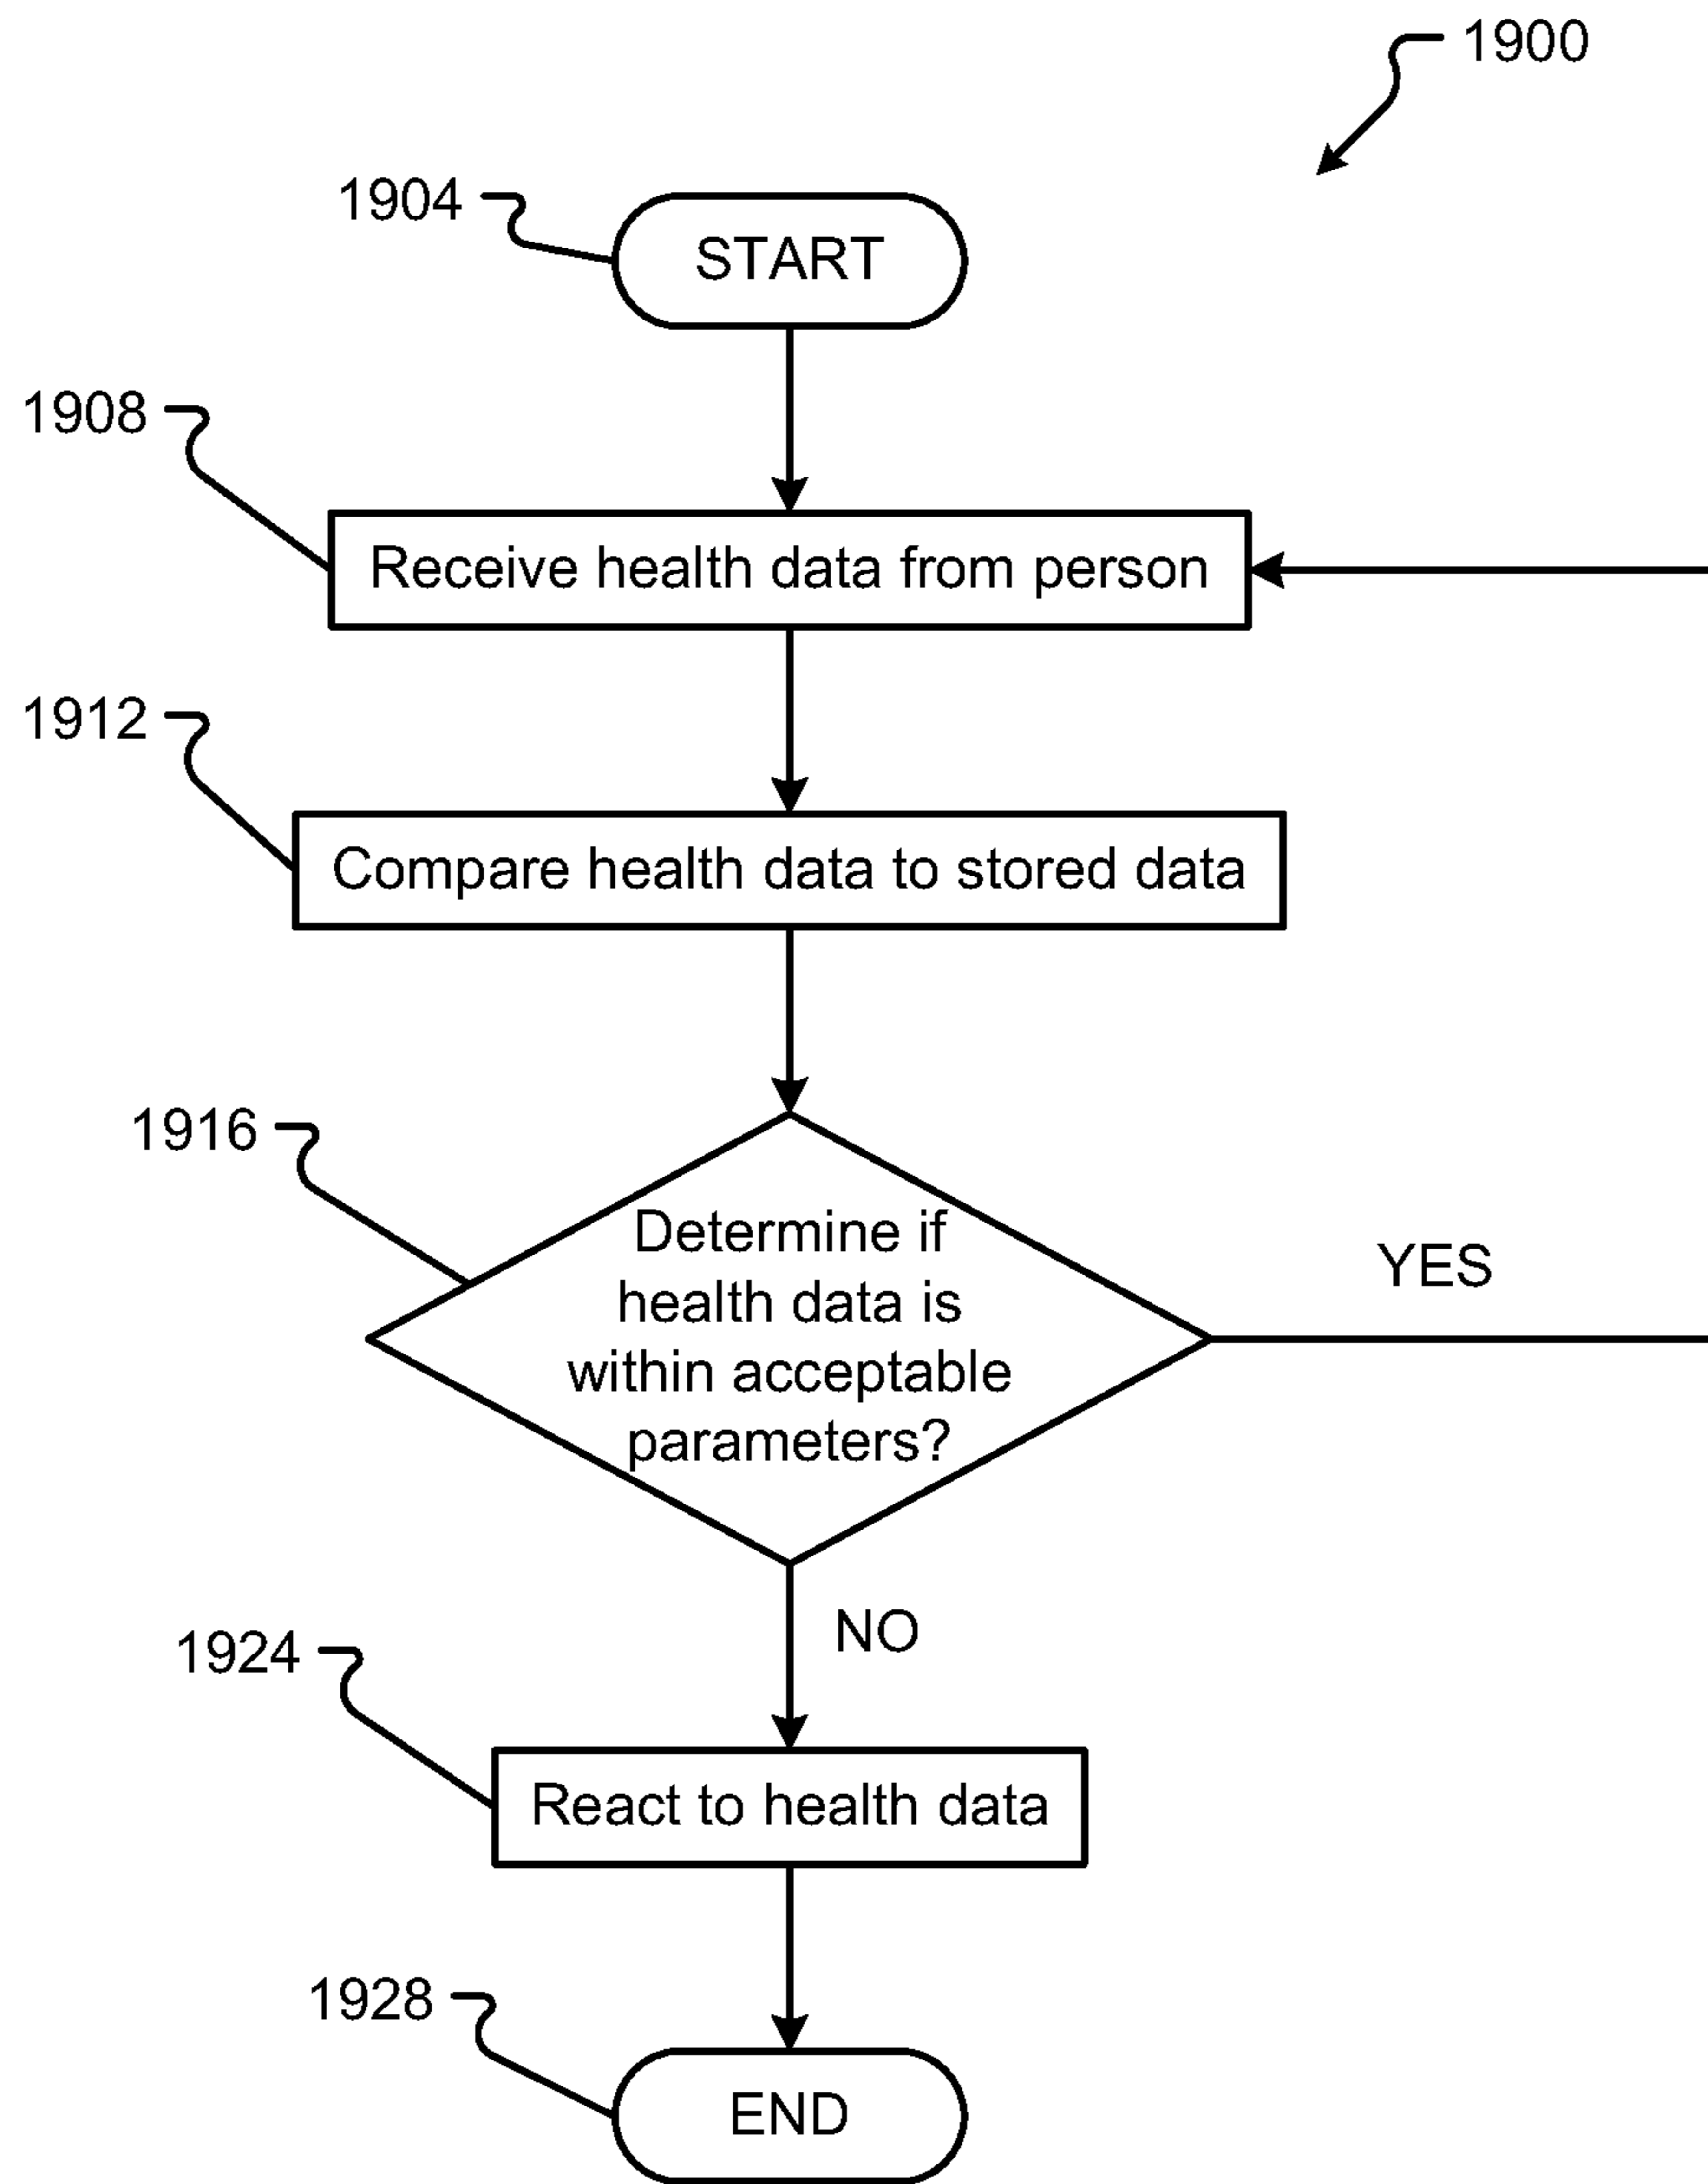 1900
1904
START
1908
Receive health data from person
1912
Compare health data to stored data
1916
Determine if
health data is
within acceptable
parameters?
YES
NO
1924
React to health data
1928
END